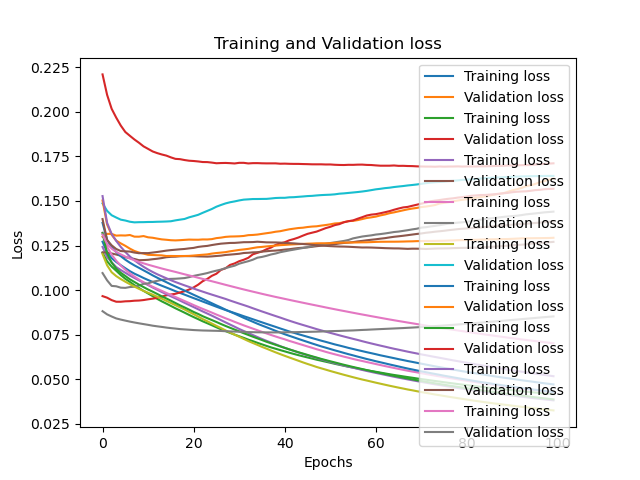 Training and Validation loss
Loss
0.225
0.200
0.175
0.150
0.125
0.100
0.075
0.050
0.025
Training loss
Validation loss
Training loss
Validation loss
Training loss
Validation loss
Training loss
Validation loss
Training loss
Validation loss
Training loss
Validation loss
Training loss
Validation loss
Training loss
Validation loss
Training loss
Validation loss
0 20 40 60 80 100
Epochs